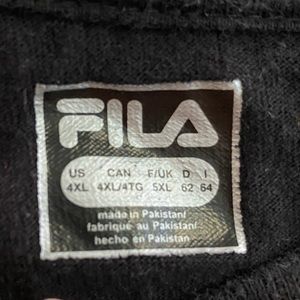 FILA
US CAN F/UK D I
4XL 4XL/4TG 5XL 62 64
made in Pakistan/
fabriqué au Pakistan/
hecho en Pakistan